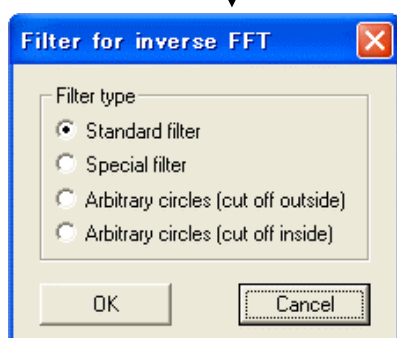 Filter for inverse FFT
Filter type
Standard filter
Special filter
Arbitrary circles (cut off outside)
Arbitrary circles (cut off inside)
OK
Cancel